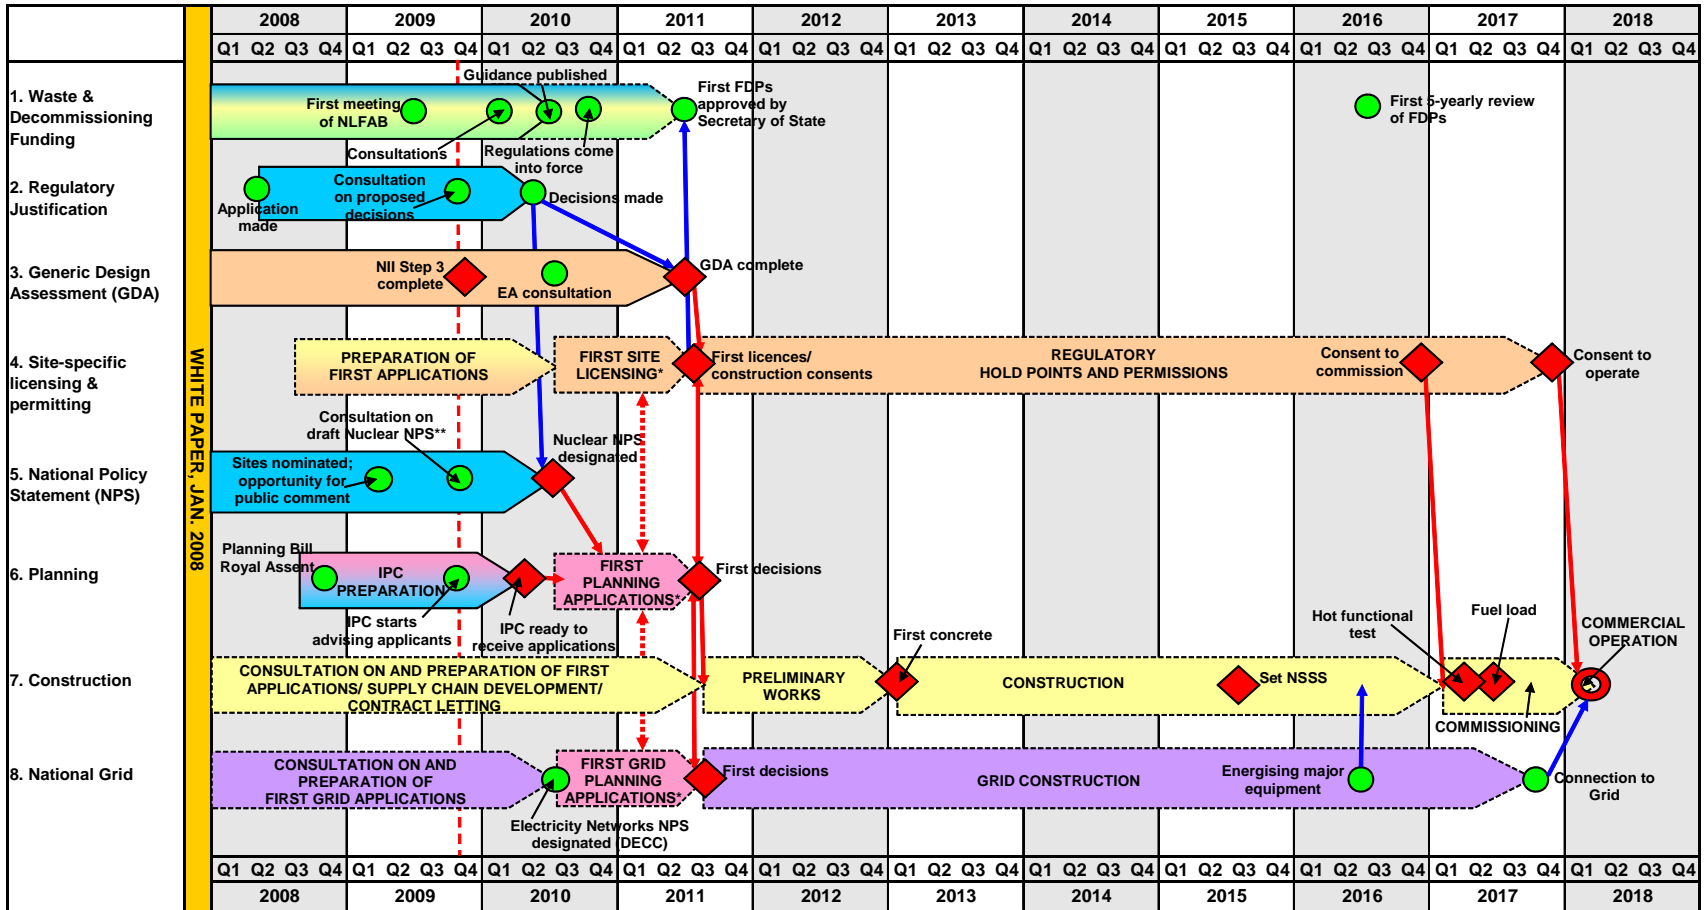 2008 2009 2010 2011 2012 2013 2014 2015 2016 2017 2018
Q1 Q2 Q3 Q4 Q1 Q2 Q3 Q4 Q1 Q2 Q3 Q4 Q1 Q2 Q3 Q4 Q1 Q2 Q3 Q4 Q1 Q2 Q3 Q4 Q1 Q2 Q3 Q4 Q1 Q2 Q3 Q4 Q1 Q2 Q3 Q4 Q1 Q2 Q3 Q4 Q1 Q2 Q3 Q4
WHITE PAPER, JAN. 2008
1. Waste &
Decommissioning
Funding
First meeting
of NLFAB
Guidance published
Consultations
Regulations come
into force
First FDPs
approved by
Secretary of State
First 5-yearly review
of FDPs
2. Regulatory
Justification
Application
made
Consultation
on proposed
decisions
Decisions made
3. Generic Design
Assessment (GDA)
NII Step 3
complete
EA consultation
GDA complete
4. Site-specific
licensing &
permitting
PREPARATION OF
FIRST APPLICATIONS
FIRST SITE
LICENSING*
First licences/
construction consents
REGULATORY
HOLD POINTS AND PERMISSIONS
Consent to
commission
Consent to
operate
5. National Policy
Statement (NPS)
Consultation on
draft Nuclear NPS**
Sites nominated;
opportunity for
public comment
Nuclear NPS
designated
6. Planning
Planning Bill
Royal Assent
IPC
PREPARATION
IPC starts
advising applicants
IPC ready to
receive applications
FIRST
PLANNING
APPLICATIONS*
First decisions
7. Construction
CONSULTATION ON AND PREPARATION OF FIRST
APPLICATIONS/ SUPPLY CHAIN DEVELOPMENT/
CONTRACT LETTING
PRELIMINARY
WORKS
First concrete
CONSTRUCTION
Set NSSS
Hot functional
test
Fuel load
COMMISSIONING
COMMERCIAL
OPERATION
8. National Grid
CONSULTATION ON AND
PREPARATION OF
FIRST GRID APPLICATIONS
Electricity Networks NPS
designated (DECC)
FIRST GRID
PLANNING
APPLICATIONS*
First decisions
GRID CONSTRUCTION
Energising major
equipment
Connection to
Grid
Q1 Q2 Q3 Q4 Q1 Q2 Q3 Q4 Q1 Q2 Q3 Q4 Q1 Q2 Q3 Q4 Q1 Q2 Q3 Q4 Q1 Q2 Q3 Q4 Q1 Q2 Q3 Q4 Q1 Q2 Q3 Q4 Q1 Q2 Q3 Q4 Q1 Q2 Q3 Q4 Q1 Q2 Q3 Q4
2008 2009 2010 2011 2012 2013 2014 2015 2016 2017 2018